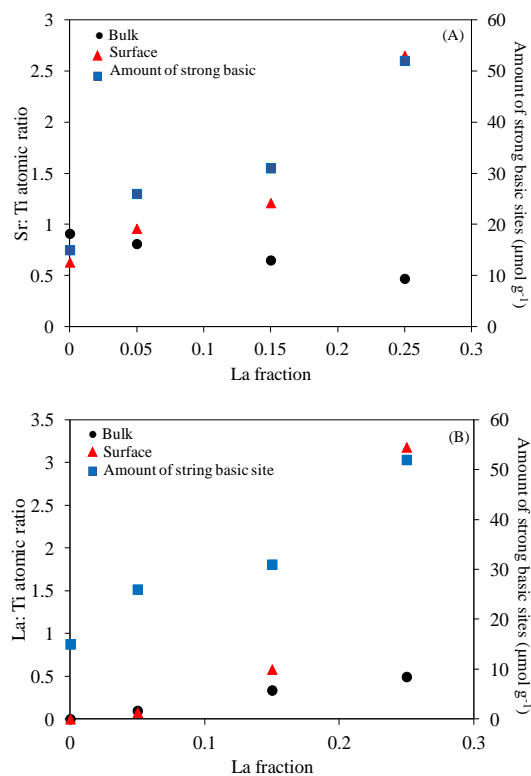 3
2.5
2
1.5
1
0.5
0
Sr: Ti atomic ratio
Bulk
Surface
Amount of strong basic
(A)
60
50
40
30
20
10
0
Amount of strong basic sites (μmol g-1)
0
0.05
0.1
0.15
0.2
0.25
0.3
La fraction
3.5
3
2.5
2
1.5
1
0.5
0
La: Ti atomic ratio
Bulk
Surface
Amount of string basic site
(B)
60
50
40
30
20
10
0
Amount of strong basic sites (μmol g-1)
0
0.1
0.2
0.3
La fraction